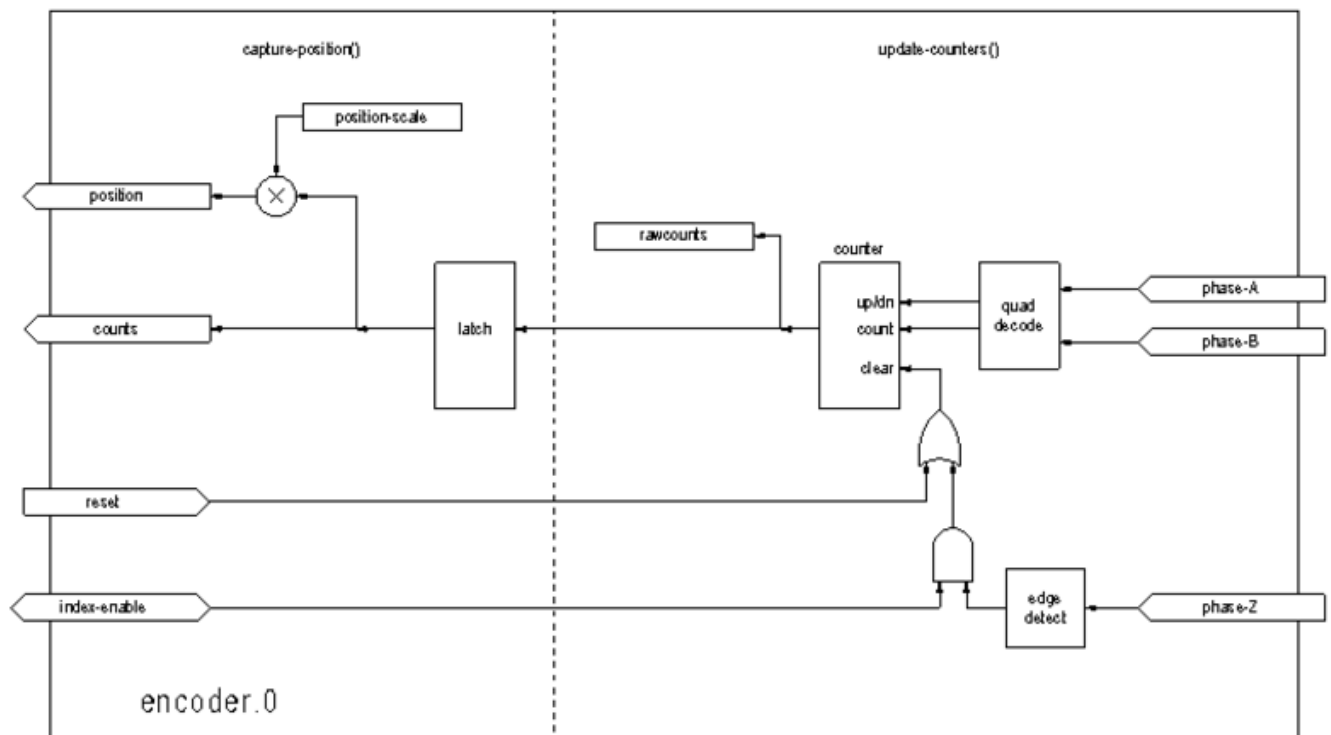 capture-position()
update-counters()
position-scale
position
rawcounts
counter
up/dn
count
clear
quad
decode
phase-A
phase-B
counts
latch
reset
index-enable
edge
detect
phase-Z
encoder.0